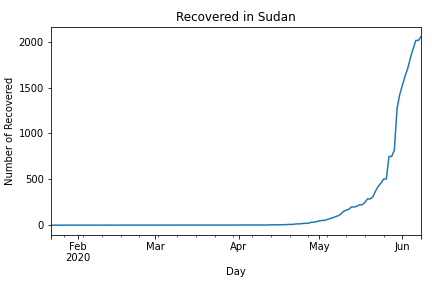 Recovered in Sudan
2000
1500
1000
500
0
Number of Recovered
Feb
2020
Mar
Apr
May
Jun
Day